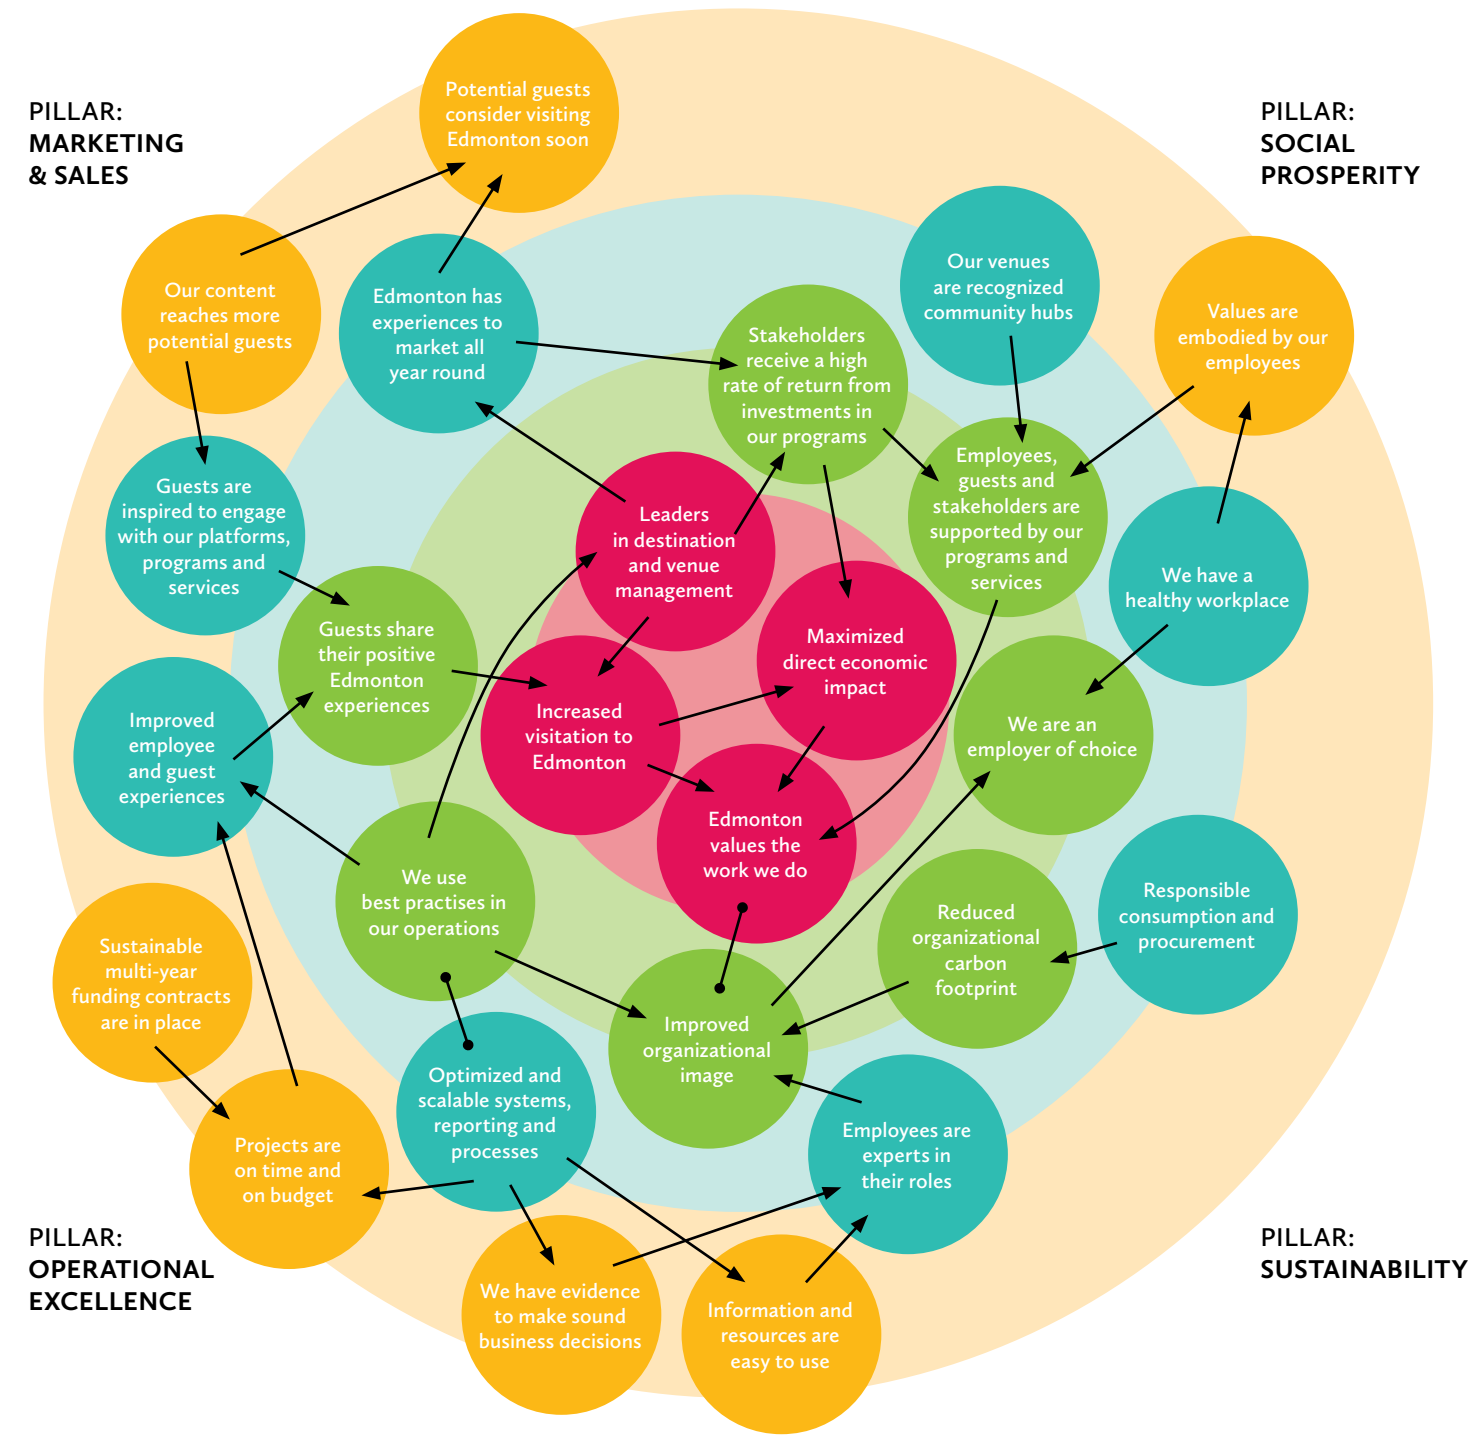 PILLAR:
MARKETING
& SALES
PILLAR:
SOCIAL
PROSPERITY
Potential guests
consider visiting
Edmonton soon
Our content
reaches more
potential guests
Edmonton has
experiences to
market all
year round
Stakeholders
receive a high
rate of return from
investments in
our programs
Our venues
are recognized
community hubs
Values are
embodied by our
employees
Guests are
inspired to engage
with our platforms,
programs and
services
Leaders
in destination
and venue
management
Employees,
guests and
stakeholders are
supported by our
programs and
services
We have a
healthy workplace
Guests share
their positive
Edmonton
experiences
Maximized
direct economic
impact
Improved
employee
and guest
experiences
Increased
visitation to
Edmonton
We are an
employer of choice
Edmonton
values the
work we do
We use
best practises in
our operations
Reduced
organizational
carbon
footprint
Responsible
consumption and
procurement
Sustainable
multi-year
funding contracts
are in place
Improved
organizational
image
Optimized and
scalable systems,
reporting and
processes
Employees are
experts in
their roles
Projects are
on time and
on budget
We have evidence
to make sound
business decisions
Information and
resources are
easy to use
PILLAR:
OPERATIONAL
EXCELLENCE
PILLAR:
SUSTAINABILITY